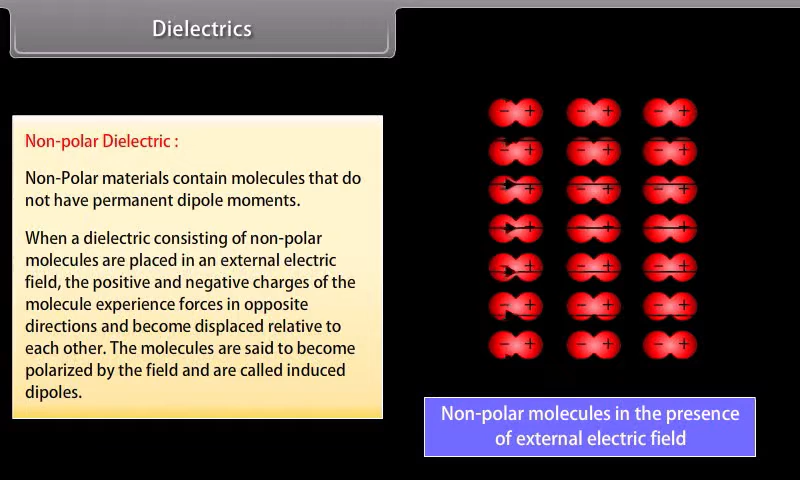 Dielectrics
Non-polar Dielectric :
Non-Polar materials contain molecules that do
not have permanent dipole moments.
When a dielectric consisting of non-polar
molecules are placed in an external electric
field, the positive and negative charges of the
molecule experience forces in opposite
directions and become displaced relative to
each other. The molecules are said to become
polarized by the field and are called induced
dipoles.
- + - + - +
- + - + - +
- + - + - +
- + - + - +
- + - + - +
- + - + - +
- + - + - +
Non-polar molecules in the presence
of external electric field